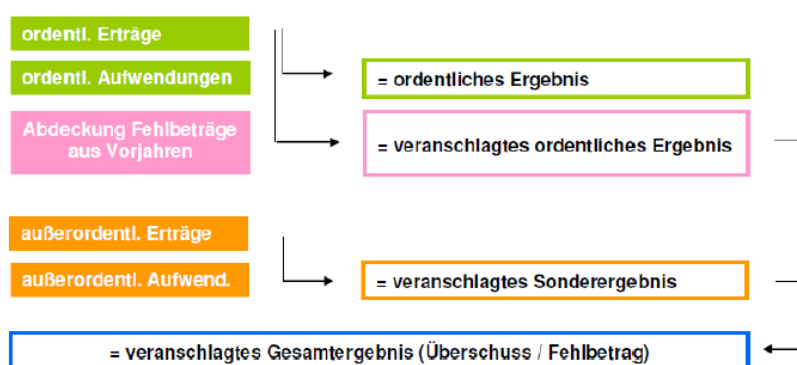 ordentl. Erträge
ordentl. Aufwendungen
= ordentliches Ergebnis
Abdeckung Fehlbeträge
aus Vorjahren
= veranschlagtes ordentliches Ergebnis
außerordentl. Erträge
außerordentl. Aufwend.
= veranschlagtes Sonderergebnis
= veranschlagtes Gesamtergebnis (Überschuss / Fehlbetrag)